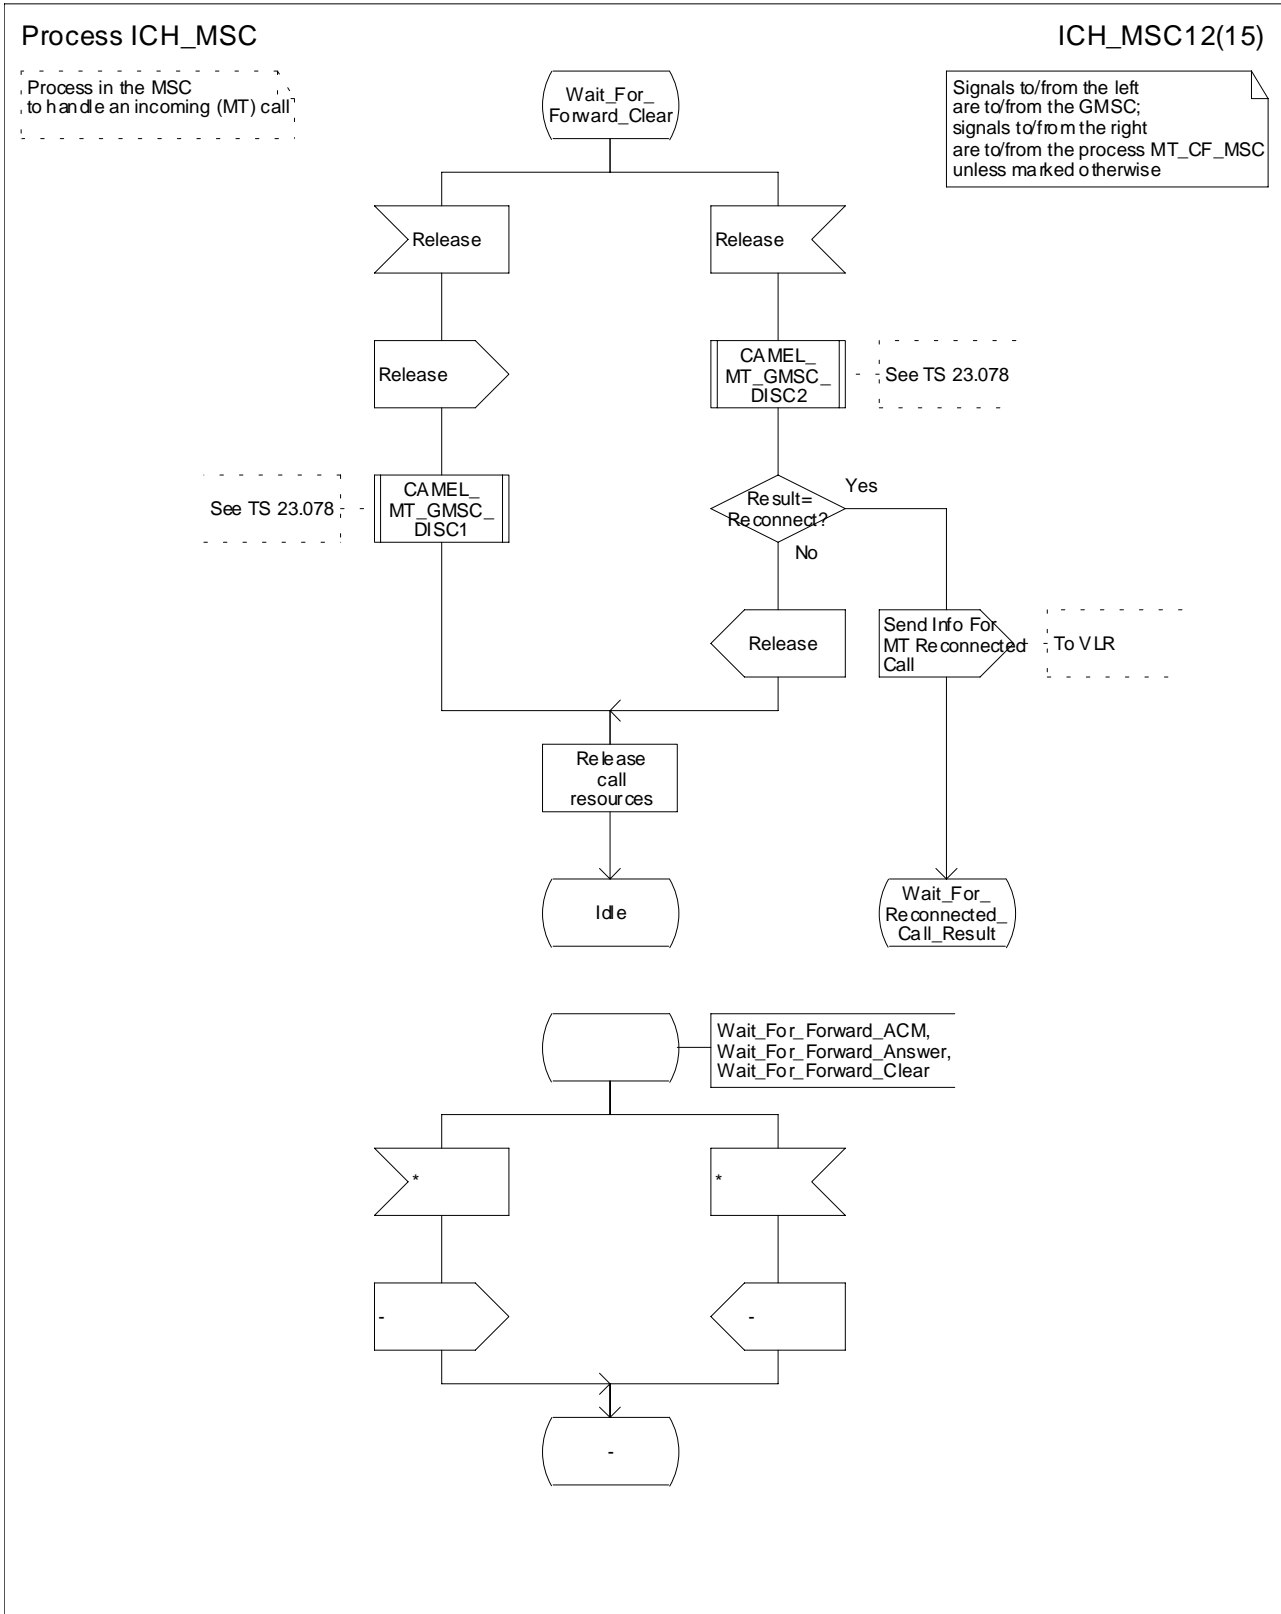 Process ICH_MSC
ICH_MSC12(15)
Process in the MSC
to handle an incoming (MT) call
Signals to/from the left
are to/from the GMSC;
signals to/from the right
are to/from the process MT_CF_MSC
unless marked otherwise
Wait_For_
Forward_Clear
Release
Release
Release
CAMEL_
MT_GMSC_
DISC2
See TS 23.078
See TS 23.078
CAMEL_
MT_GMSC_
DISC1
Result=
Reconnect?
Yes
No
Release
Send Info For
MT Reconnected
Call
To VLR
Release
call
resources
Idle
Wait_For_
Reconnected_
Call_Result
Wait_For_Forward_ACM,
Wait_For_Forward_Answer,
Wait_For_Forward_Clear
*
*
-
-
-